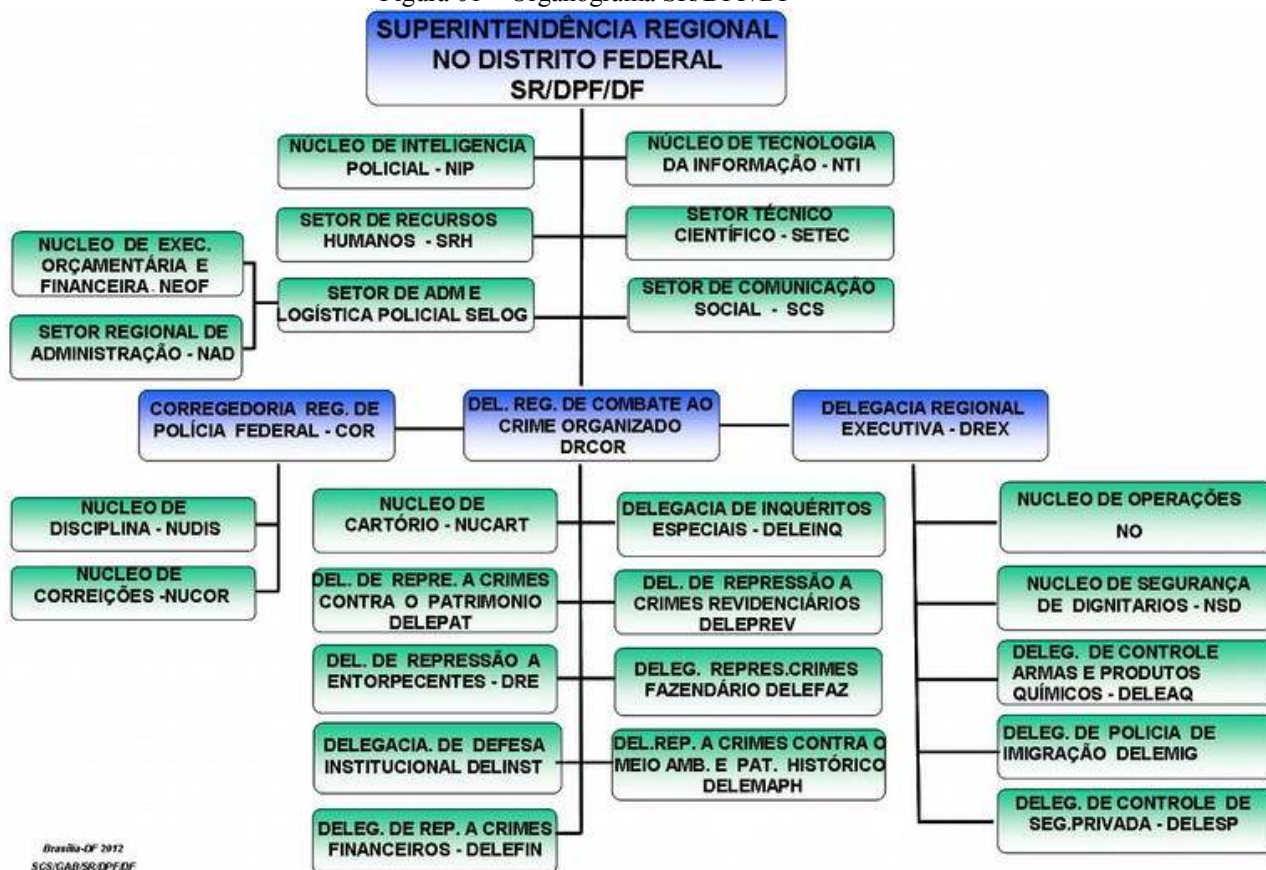 SUPERINTENDÊNCIA REGIONAL
NO DISTRITO FEDERAL
SR/DPF/DF
NÚCLEO DE INTELIGENCIA
POLICIAL - NIP
NÚCLEO DE TECNOLOGIA
DA INFORMAÇÃO - NTI
SETOR DE RECURSOS
HUMANOS - SRH
SETOR TÉCNICO
CIENTÍFICO - SETEC
NUCLEO DE EXEC.
ORÇAMENTÁRIA E
FINANCEIRA NEOF
SETOR DE ADM E
LOGÍSTICA POLICIAL SELOG
SETOR DE COMUNICAÇÃO
SOCIAL - SCS
SETOR REGIONAL DE
ADMINISTRAÇÃO - NAD
CORREGEDORIA REG. DE
POLÍCIA FEDERAL - COR
DEL. REG. DE COMBATE AO
CRIME ORGANIZADO
DRCOR
DELEGACIA REGIONAL
EXECUTIVA - DREX
NUCLEO DE
DISCIPLINA - NUDIS
NUCLEO DE
CORREIÇÕES -NUCOR
NUCLEO DE
CARTÓRIO - NUCART
DELEGACIA DE INQUÉRITOS
ESPECIAIS - DELEINQ
DEL. DE REPRE. A CRIMES
CONTRA O PATRIMONIO
DELEPAT
DEL. DE REPRESSÃO A
CRIMES REVIDENCIÁRIOS
DELEPREV
DEL. DE REPRESSÃO A
ENTORPECENTES - DRE
DELEG. REPRES.CRIMES
FAZENDÁRIO DELEFAZ
DELEGACIA. DE DEFESA
INSTITUCIONAL DELINST
DEL.REP. A CRIMES CONTRA O
MEIO AMB. E PAT. HISTÓRICO
DELEMAPH
DELEG. DE REP. A CRIMES
FINANCEIROS - DELEFIN
NUCLEO DE OPERAÇÕES
NO
NUCLEO DE SEGURANÇA
DE DIGNITARIOS - NSD
DELEG. DE CONTROLE
ARMAS E PRODUTOS
QUÍMICOS - DELEAQ
DELEG. DE POLICIA DE
IMIGRAÇÃO DELEMIG
DELEG. DE CONTROLE DE
SEG.PRIVADA - DELESP
Brasília-DF 2012
SCS/GAB/SR/DPF/DF